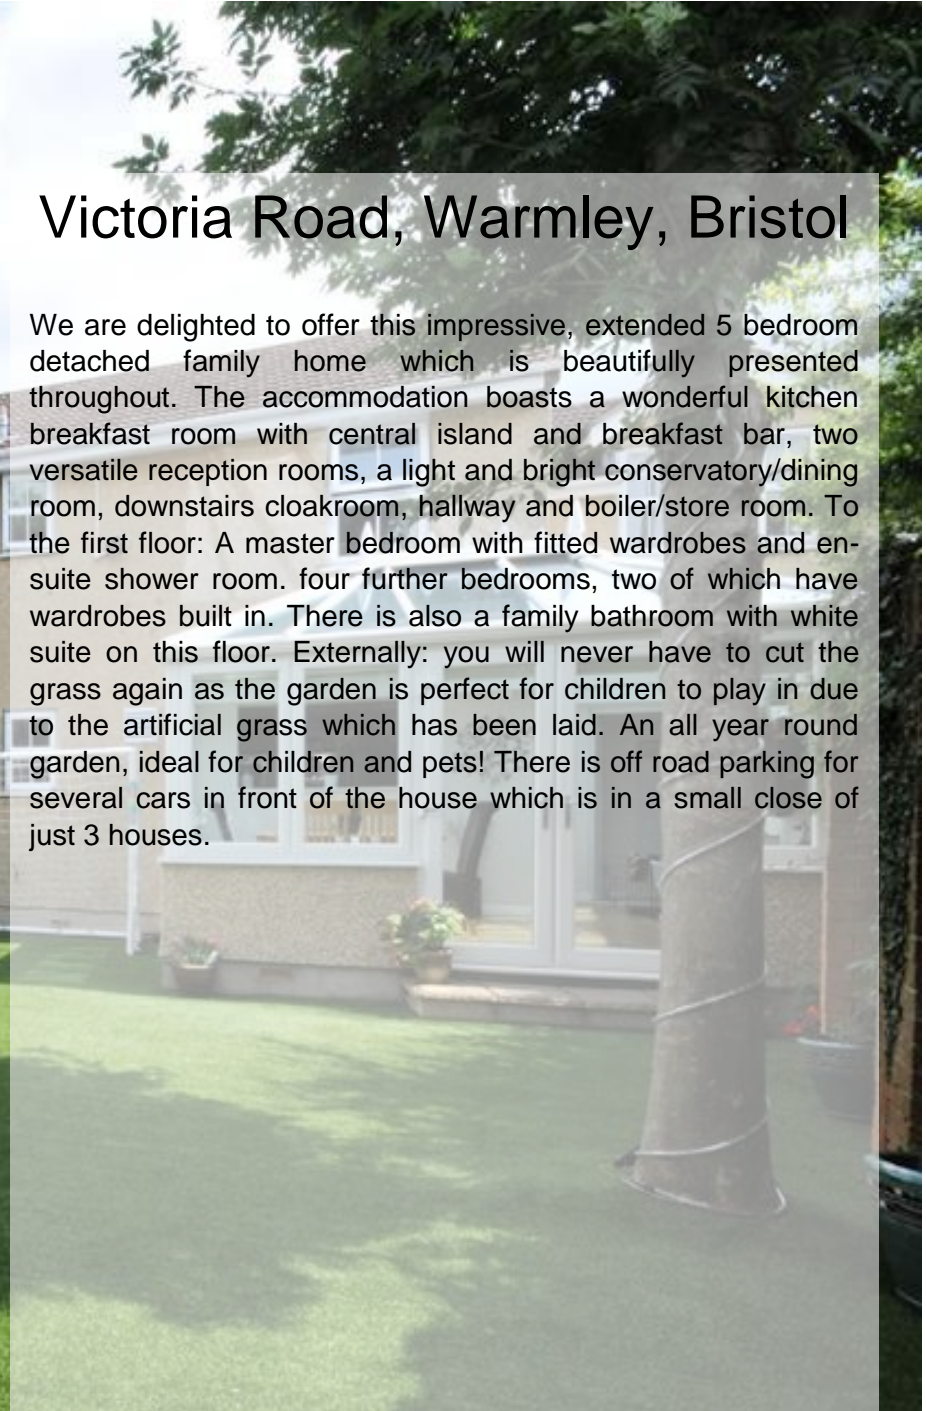 Victoria Road, Warmley, Bristol
We are delighted to offer this impressive, extended 5 bedroom
detached family home which is beautifully presented
throughout. The accommodation boasts a wonderful kitchen
breakfast room with central island and breakfast bar, two
versatile reception rooms, a light and bright conservatory/dining
room, downstairs cloakroom, hallway and boiler/store room. To
the first floor: A master bedroom with fitted wardrobes and en-
suite shower room. four further bedrooms, two of which have
wardrobes built in. There is also a family bathroom with white
suite on this floor. Externally: you will never have to cut the
grass again as the garden is perfect for children to play in due
to the artificial grass which has been laid. An all year round
garden, ideal for children and pets! There is off road parking for
several cars in front of the house which is in a small close of
just 3 houses.